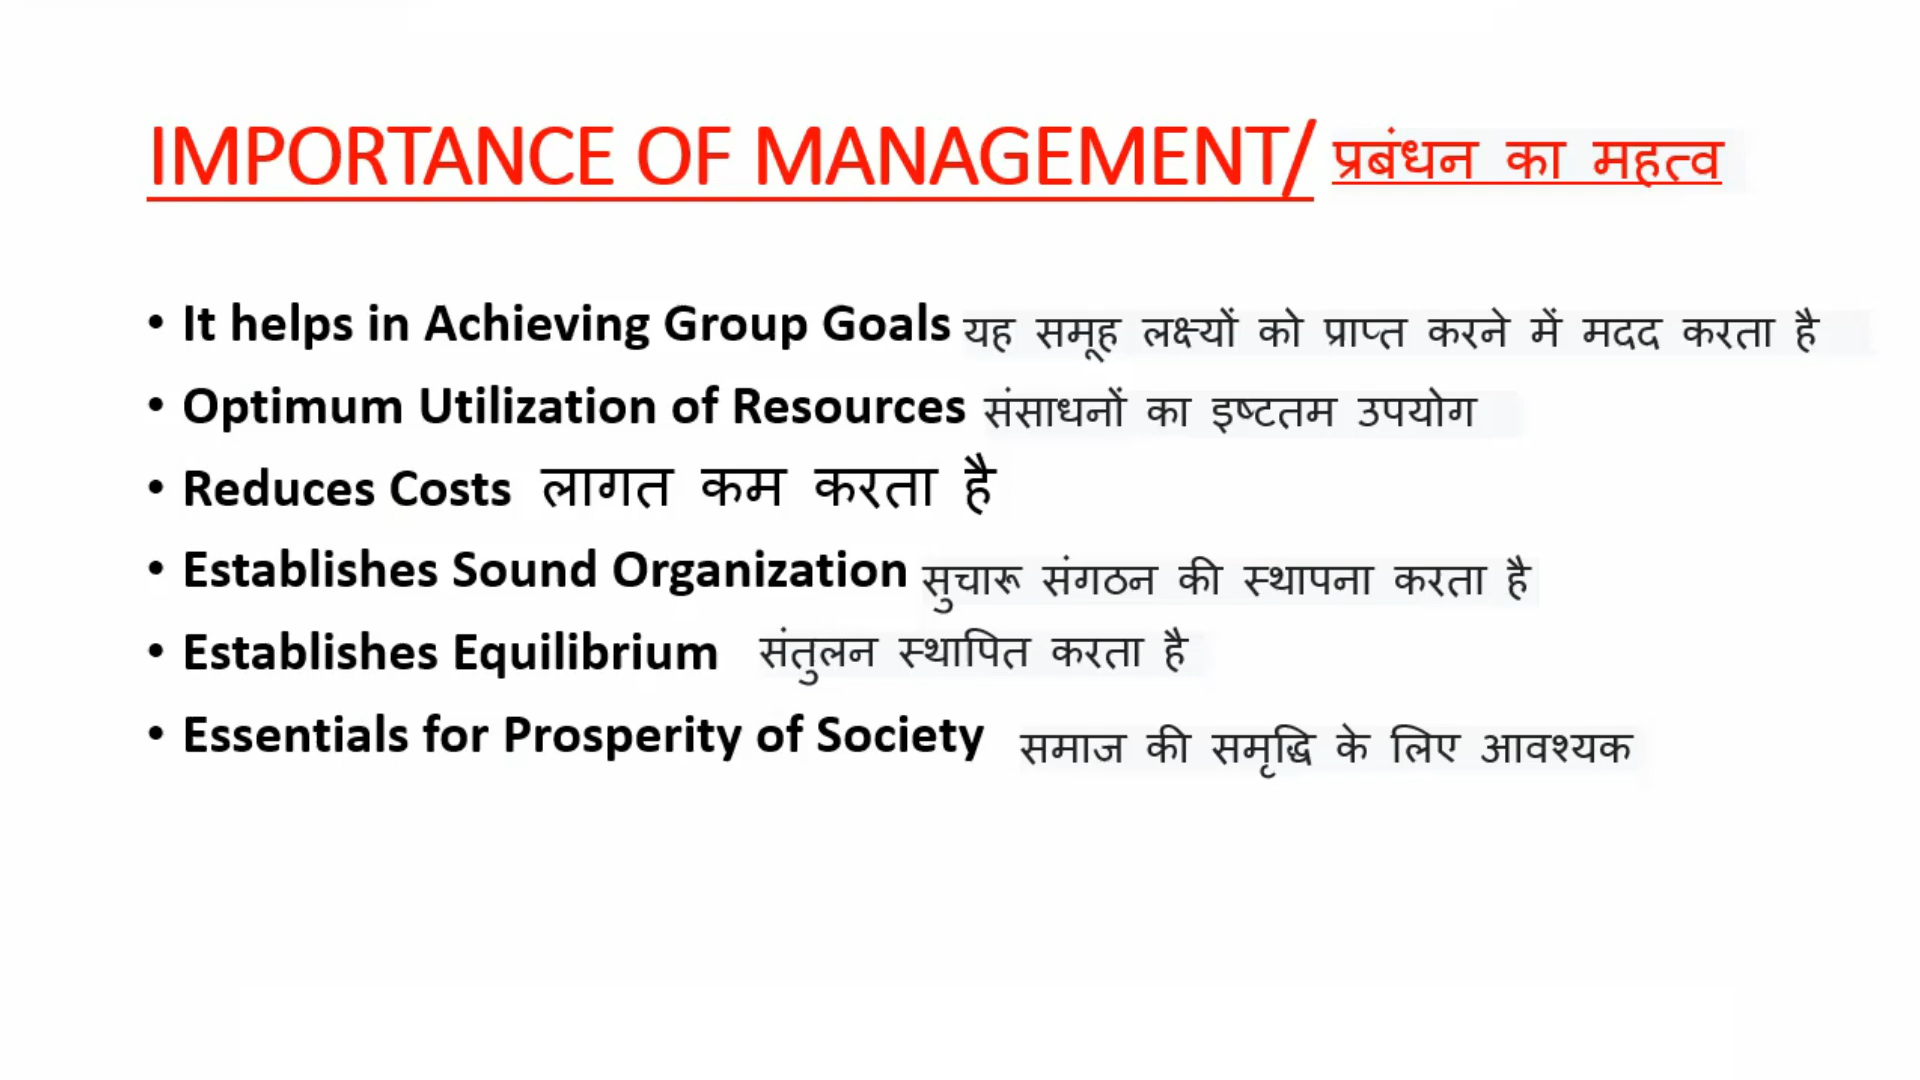 IMPORTANCE OF MANAGEMENT/ प्रबंधन का महत्व
• It helps in Achieving Group Goals यह समूह लक्ष्यों को प्राप्त करने में मदद करता है
• Optimum Utilization of Resources संसाधनों का इष्टतम उपयोग
• Reduces Costs लागत कम करता है
• Establishes Sound Organization सुचारू संगठन की स्थापना करता है
• Establishes Equilibrium संतुलन स्थापित करता है
• Essentials for Prosperity of Society समाज की समृद्धि के लिए आवश्यक